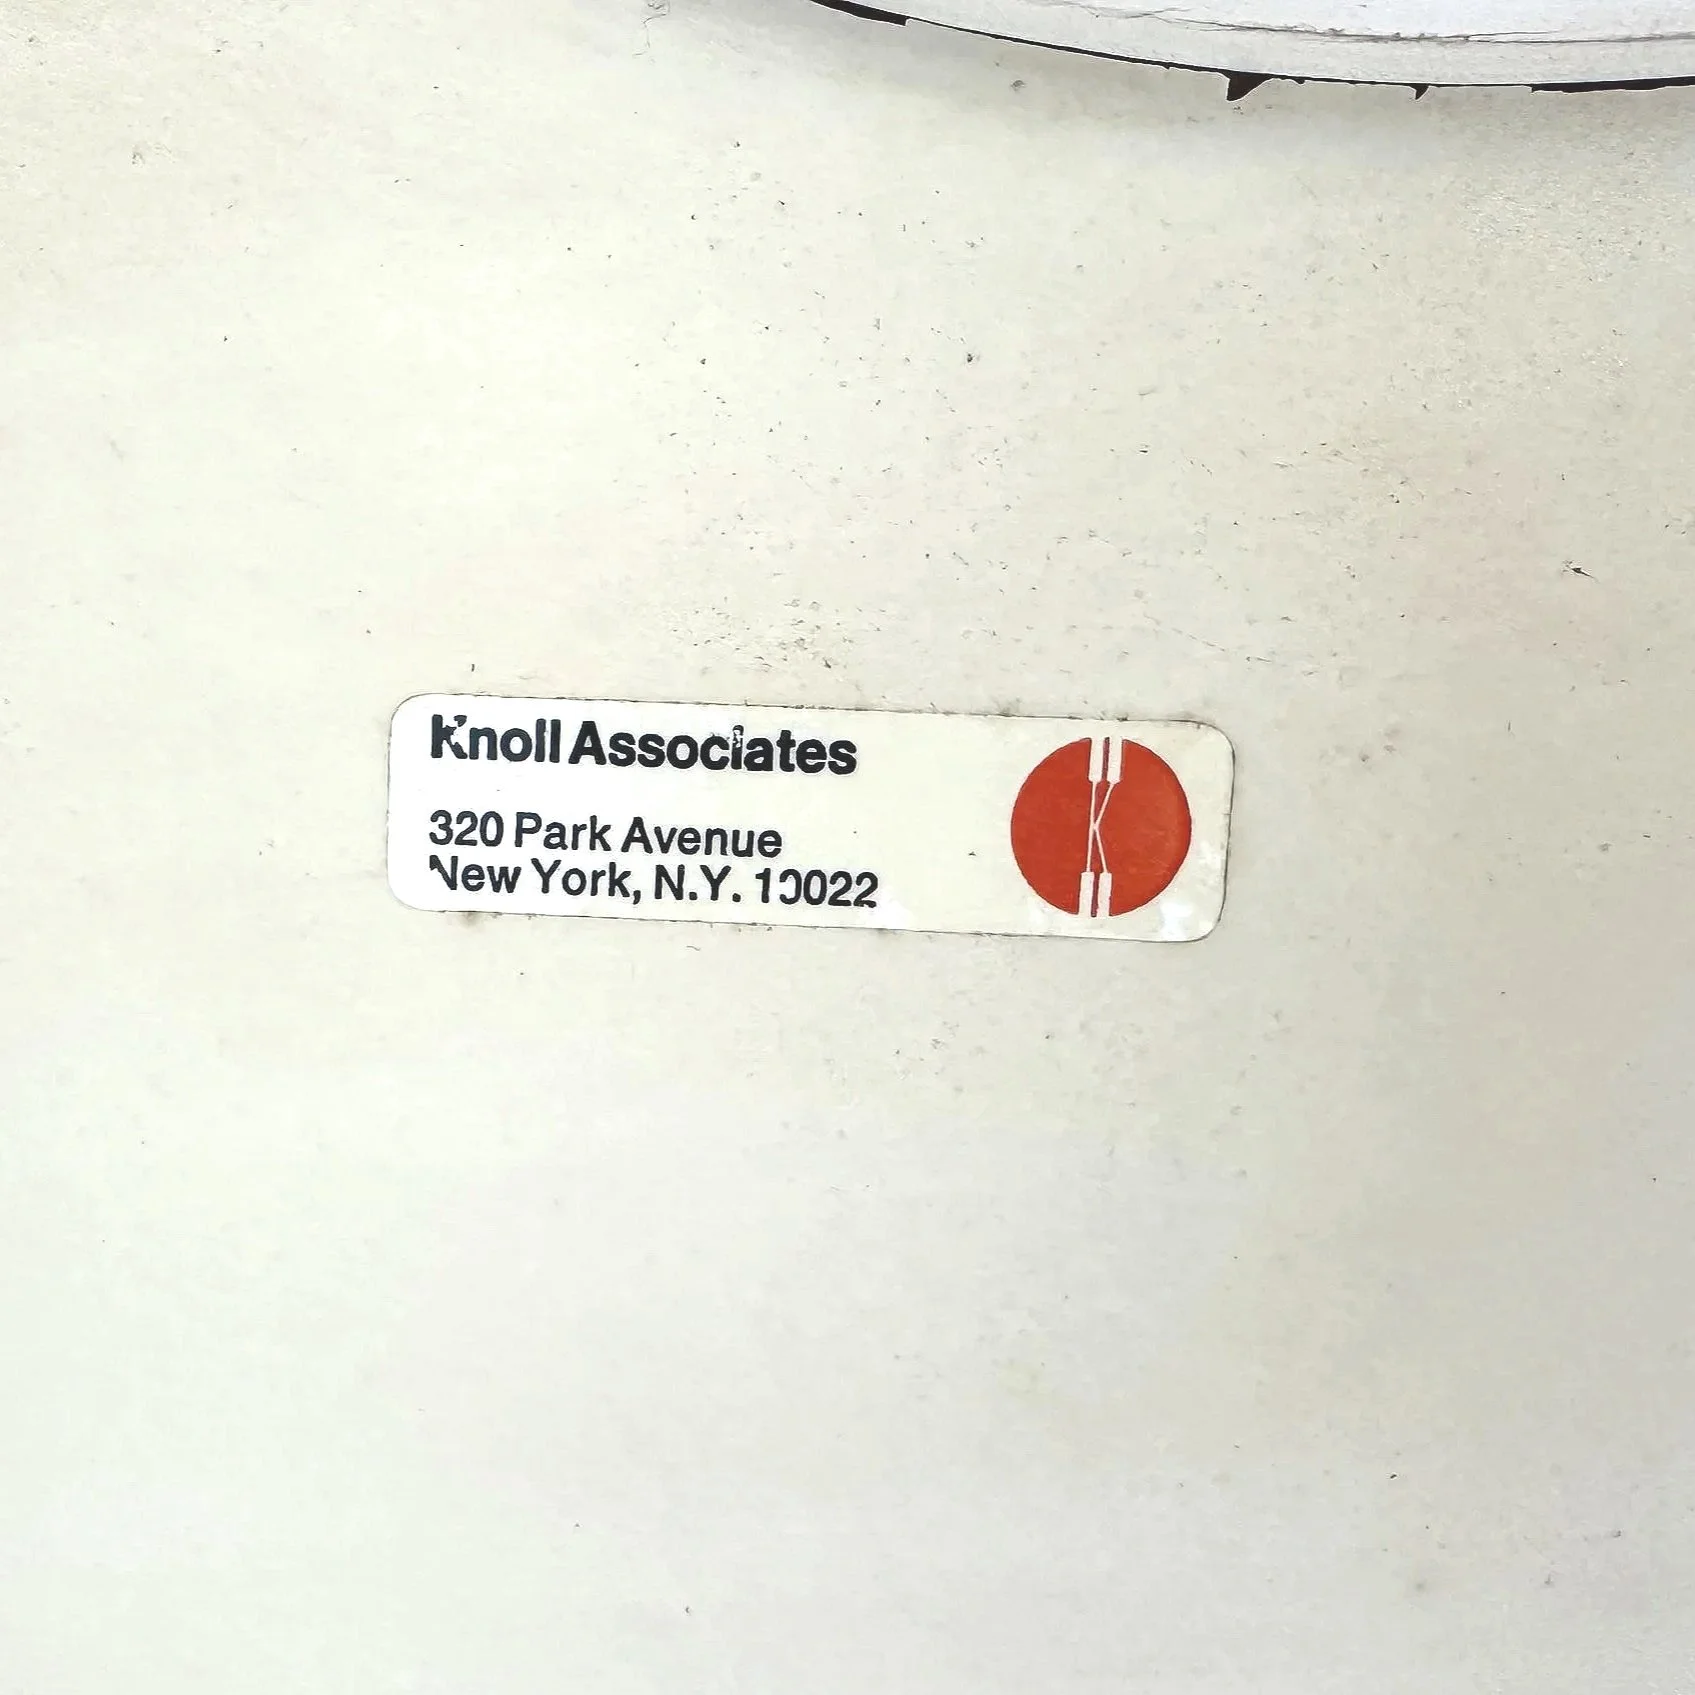 Knoll Associates
320 Park Avenue
New York, N.Y. 10022
K